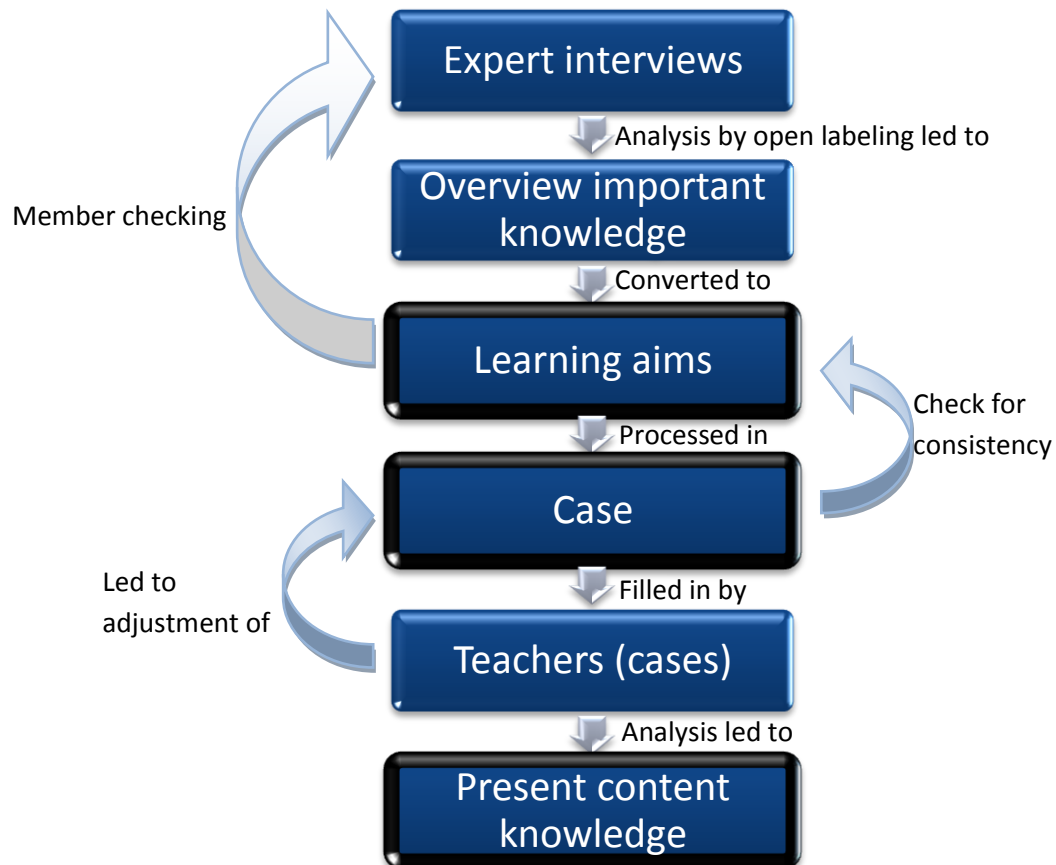 Expert interviews
Analysis by open labeling led to
Overview important
knowledge
Member checking
Converted to
Learning aims
Check for
consistency
Processed in
Case
Led to
adjustment of
Filled in by
Teachers (cases)
Analysis led to
Present content
knowledge